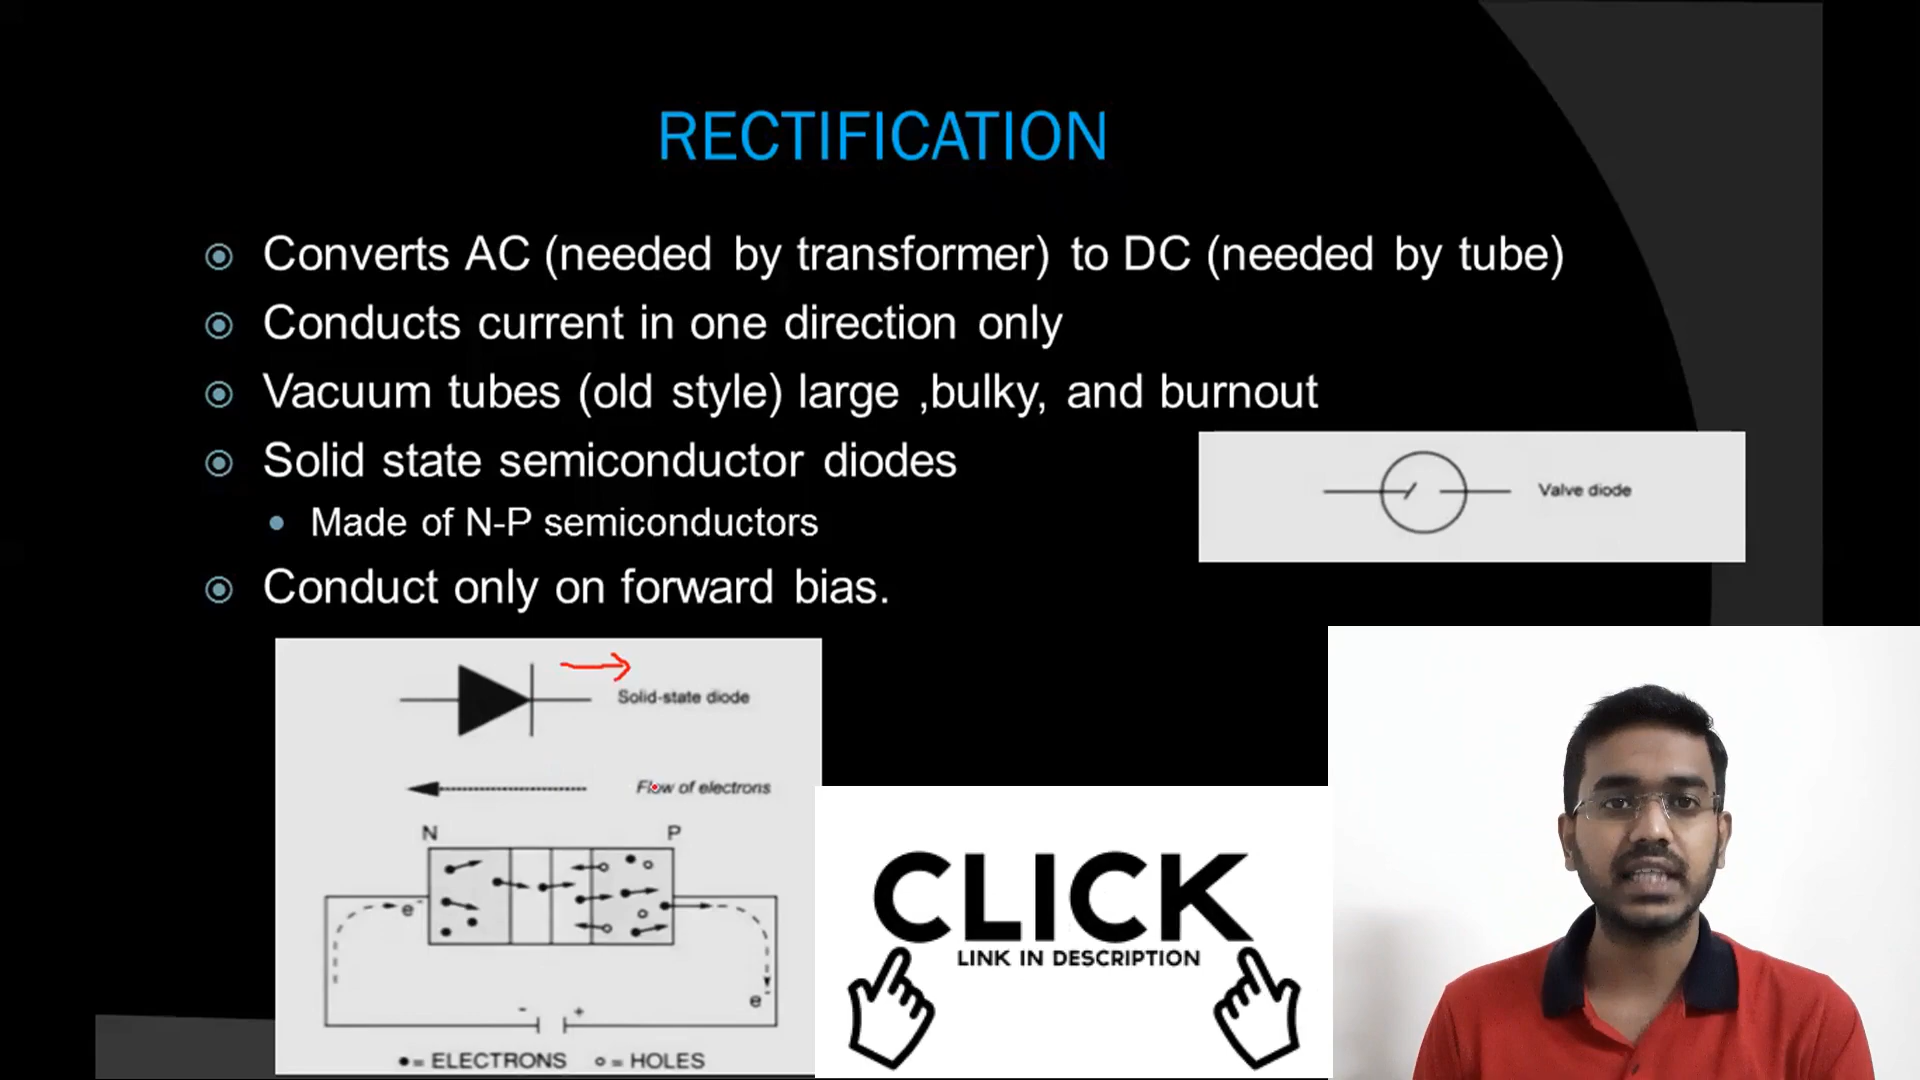 RECTIFICATION
Converts AC (needed by transformer) to DC (needed by tube)
Conducts current in one direction only
Vacuum tubes (old style) large ,bulky, and burnout
Solid state semiconductor diodes
Made of N-P semiconductors
Conduct only on forward bias.
Valve diode
Solid-state diode
Flow of electrons
N P
e-
e-
- +
= ELECTRONS = HOLES
CLICK
LINK IN DESCRIPTION